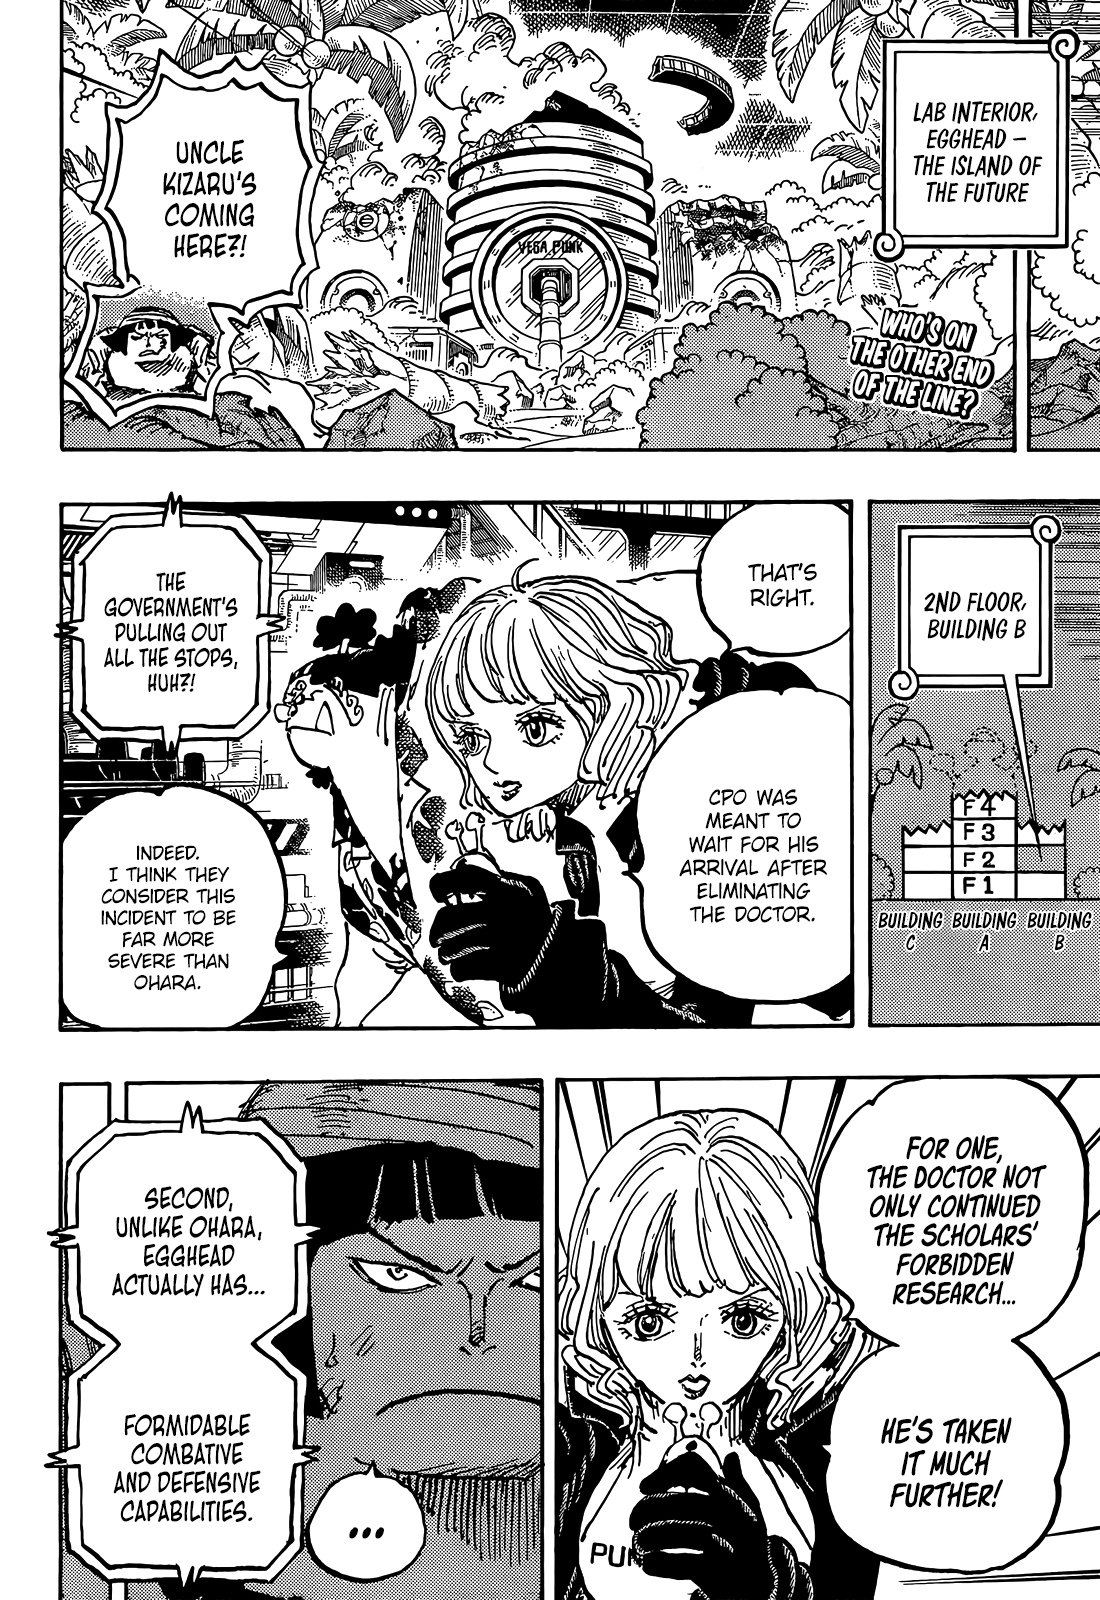 LAB INTERIOR,
EGGHEAD –
THE ISLAND OF
THE FUTURE
VEGA PUNK
UNCLE
KIZARU'S
COMING
HERE?!
WHO'S ON
THE OTHER END
OF THE LINE?
2ND FLOOR,
BUILDING B
F4
F3
F2
F1
BUILDING C
BUILDING A
BUILDING B
THAT'S
RIGHT.
CP0 WAS
MEANT TO
WAIT FOR HIS
ARRIVAL AFTER
ELIMINATING
THE DOCTOR.
THE
GOVERNMENT'S
PULLING OUT
ALL THE STOPS,
HUH?!
INDEED.
I THINK THEY
CONSIDER THIS
INCIDENT TO BE
FAR MORE
SEVERE THAN
OHARA.
FOR ONE,
THE DOCTOR NOT
ONLY CONTINUED
THE SCHOLARS'
FORBIDDEN
RESEARCH...
HE'S TAKEN
IT MUCH
FURTHER!
PUN
SECOND,
UNLIKE OHARA,
EGGHEAD
ACTUALLY HAS...
FORMIDABLE
COMBATIVE
AND DEFENSIVE
CAPABILITIES.
...